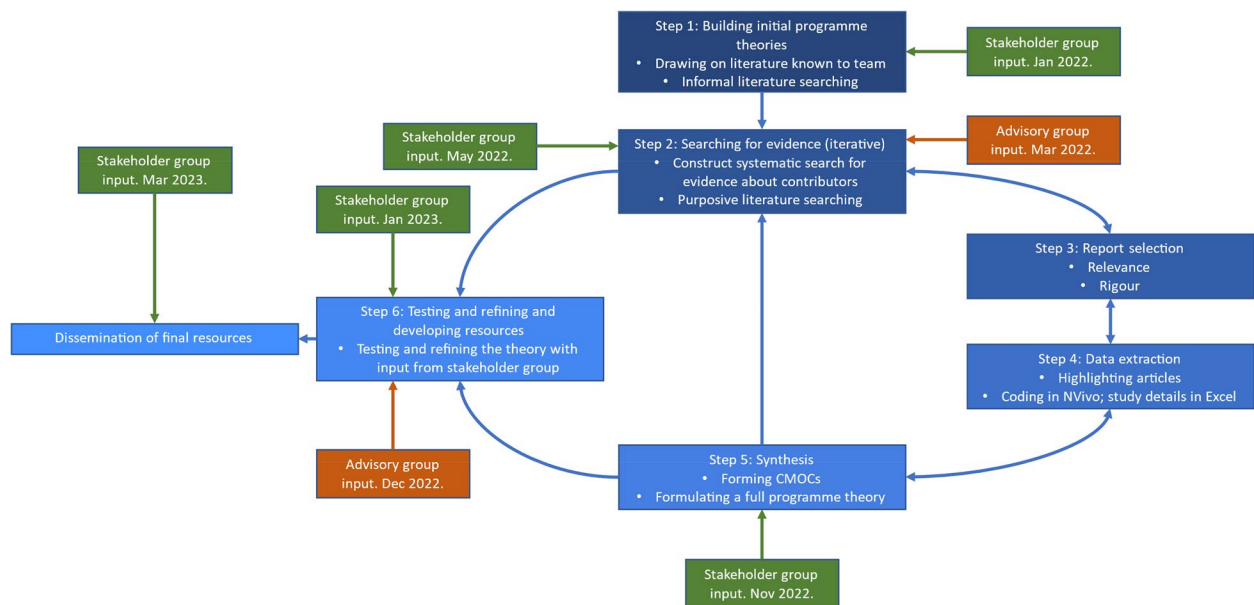 Step 1: Building initial programme
theories
• Drawing on literature known to team
• Informal literature searching
Stakeholder group
input. Jan 2022.
Stakeholder group
input. May 2022.
Step 2: Searching for evidence (iterative)
• Construct systematic search for
evidence about contributors
• Purposive literature searching
Advisory group
input. Mar 2022.
Stakeholder group
input. Mar 2023.
Stakeholder group
input. Jan 2023.
Step 3: Report selection
• Relevance
• Rigour
Dissemination of final resources
Step 6: Testing and refining and
developing resources
• Testing and refining the theory with
input from stakeholder group
Step 4: Data extraction
• Highlighting articles
• Coding in NVivo; study details in Excel
Advisory group
input. Dec 2022.
Step 5: Synthesis
• Forming CMOCs
• Formulating a full programme theory
Stakeholder group
input. Nov 2022.